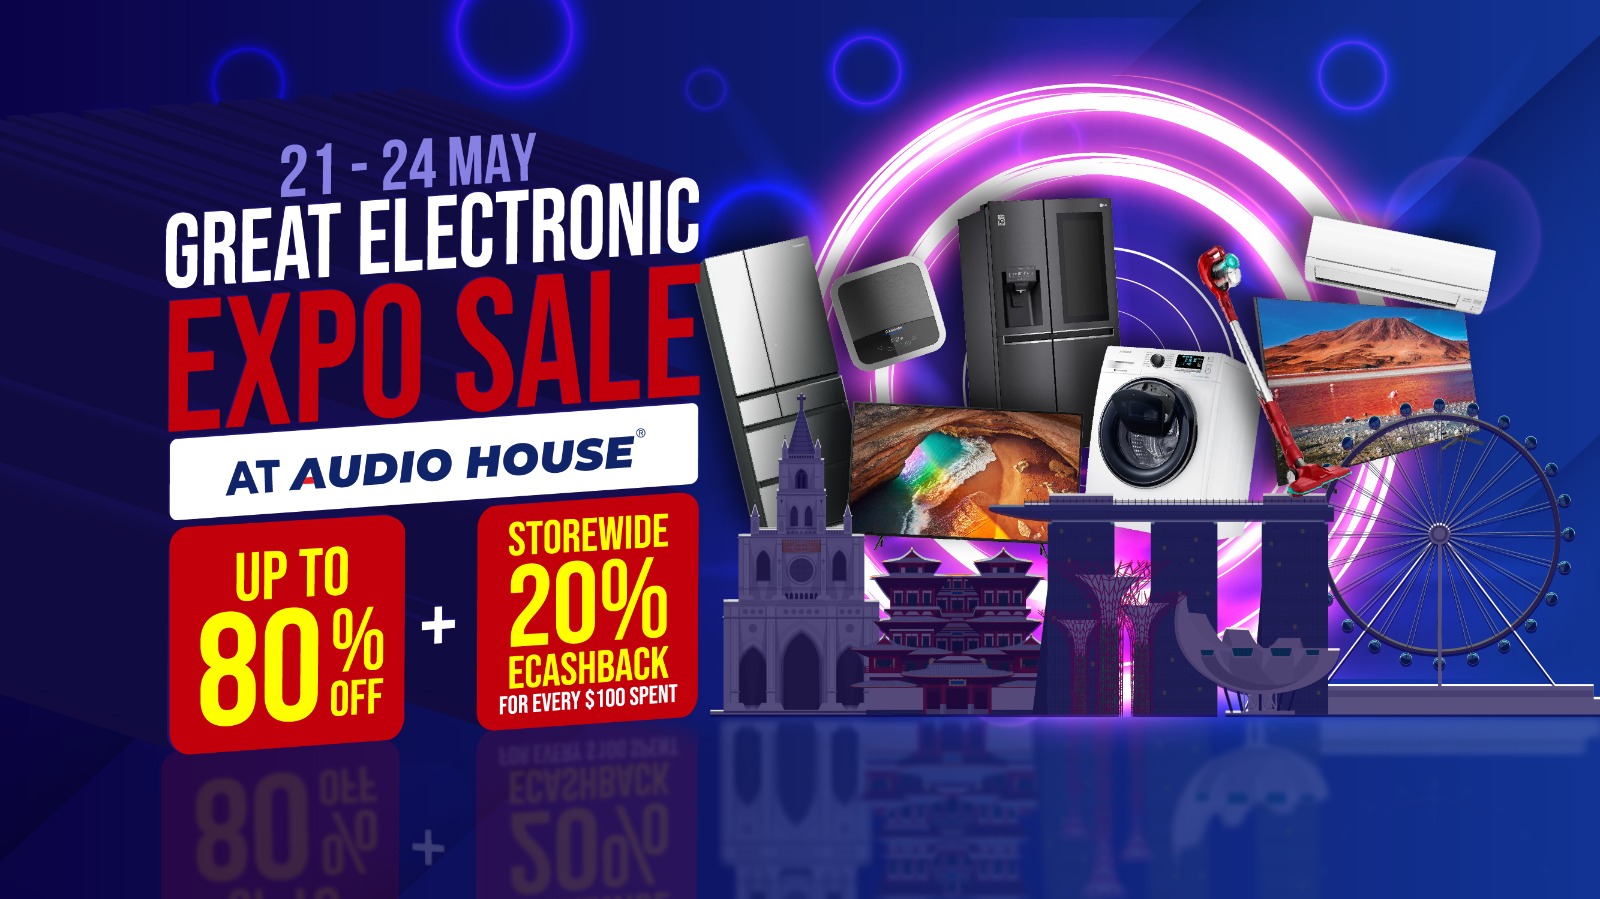 21 - 24 MAY
GREAT ELECTRONIC
EXPO SALE
AT AUDIO HOUSE®
UP TO
80%
OFF
+
STOREWIDE
20%
ECASHBACK
FOR EVERY $100 SPENT